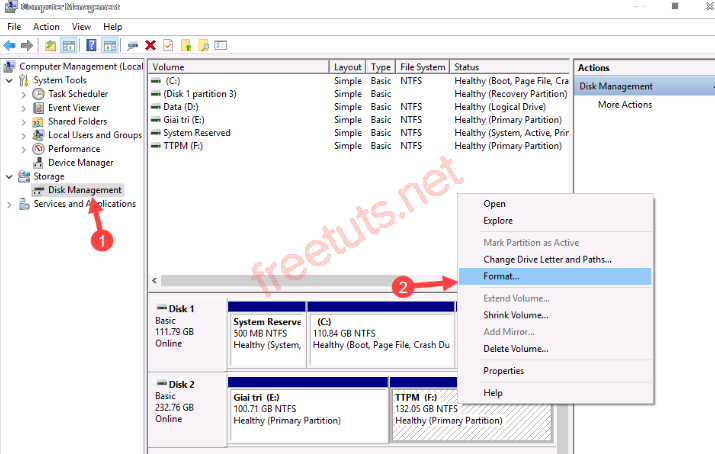 Computer Management
File Action View Help
Computer Management (Local
System Tools
Task Scheduler
Event Viewer
Shared Folders
Local Users and Groups
Performance
Device Manager
Storage
Disk Management
Services and Applications
1
Volume Layout Type File System Status
(C:) Simple Basic NTFS Healthy (Boot, Page File, Cra
(Disk 1 partition 3) Simple Basic Healthy (Recovery Partition)
Data (D:) Simple Basic NTFS Healthy (Logical Drive)
Giai tri (E:) Simple Basic NTFS Healthy (Primary Partition)
System Reserved Simple Basic NTFS Healthy (System, Active, Prin
TTPM (F:) Simple Basic NTFS Healthy (Primary Partition)
freetuts.net
Actions
Disk Management
More Actions
Open
Explore
Mark Partition as Active
Change Drive Letter and Paths...
2
Format...
Extend Volume...
Shrink Volume...
Add Mirror...
Delete Volume...
Properties
Help
Disk 1
Basic
111.79 GB
Online
System Reserve
500 MB NTFS
Healthy (System,
(C:)
110.84 GB NTFS
Healthy (Boot, Page File, Crash Du
Disk 2
Basic
232.76 GB
Online
Giai tri (E:)
100.71 GB NTFS
Healthy (Primary Partition)
TTPM (F:)
132.05 GB NTFS
Healthy (Primary Partition)